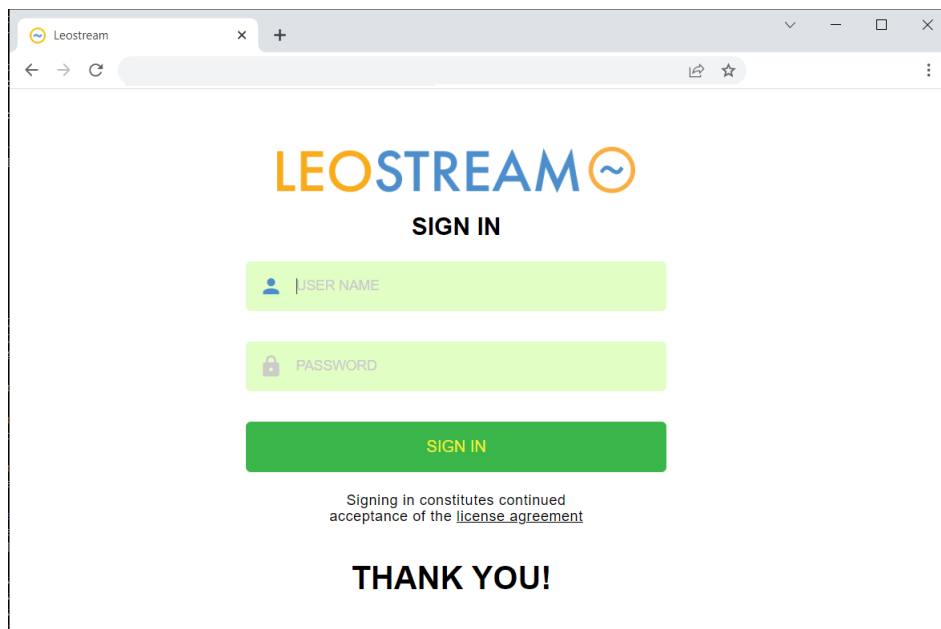 Leostream
LEOSTREAM
SIGN IN
USER NAME
PASSWORD
SIGN IN
Signing in constitutes continued
acceptance of the license agreement
THANK YOU!